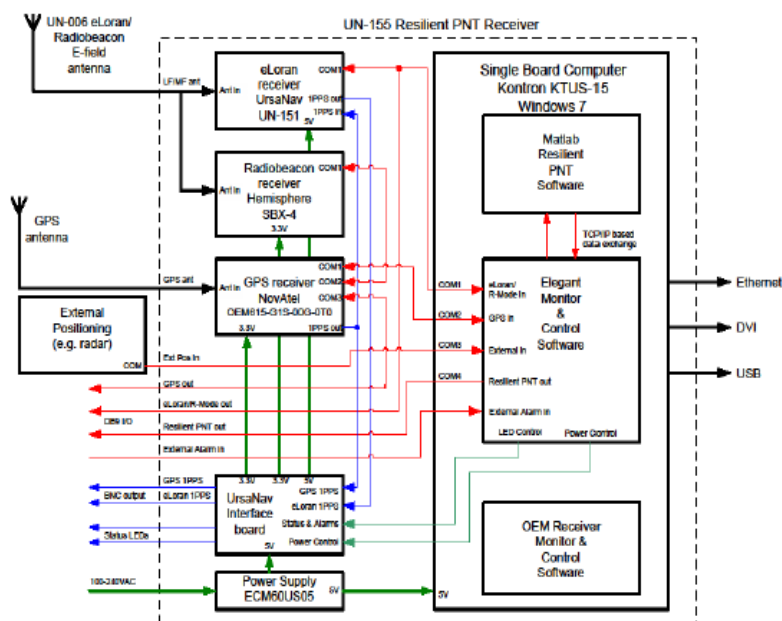 UN-155 Resilient PNT Receiver
UN-006 eLoran/
Radiobeacon
E-field
antenna
LF/MF ant
Ant In
eLoran
receiver
UrsaNav
UN-151
COM1
1PPS out
1PPS in
5V
Radiobeacon
receiver
Hemisphere
SBX-4
Ant In
COM1
3.3V
GPS
antenna
GPS ant
Ant In
GPS receiver
NovAtel
OEM615-G1S-00G-0T0
COM1
COM2
COM3
3.3V
1PPS out
External
Positioning
(e.g. radar)
COM
Ext Pos In
GPS out
eLoran/R-Mode out
DB9 I/O
Resilient PNT out
External Alarm in
GPS 1PPS
BNC output
eLoran 1PPS
Status LEDs
3.3V
3.3V
5V
UrsaNav
Interface
board
GPS 1PPS
eLoran 1PPS
Status & Alarms
Power Control
5V
100-240VAC
Power Supply
ECM60US05
5V
Single Board Computer
Kontron KTUS-15
Windows 7
Matlab
Resilient
PNT
Software
TCP/IP based
data exchange
COM1
COM2
COM3
COM4
eLoran/
R-Mode In
GPS In
External In
Resilient PNT out
External Alarm In
Elegant
Monitor
&
Control
Software
LED Control
Power Control
OEM Receiver
Monitor &
Control
Software
5V
Ethernet
DVI
USB